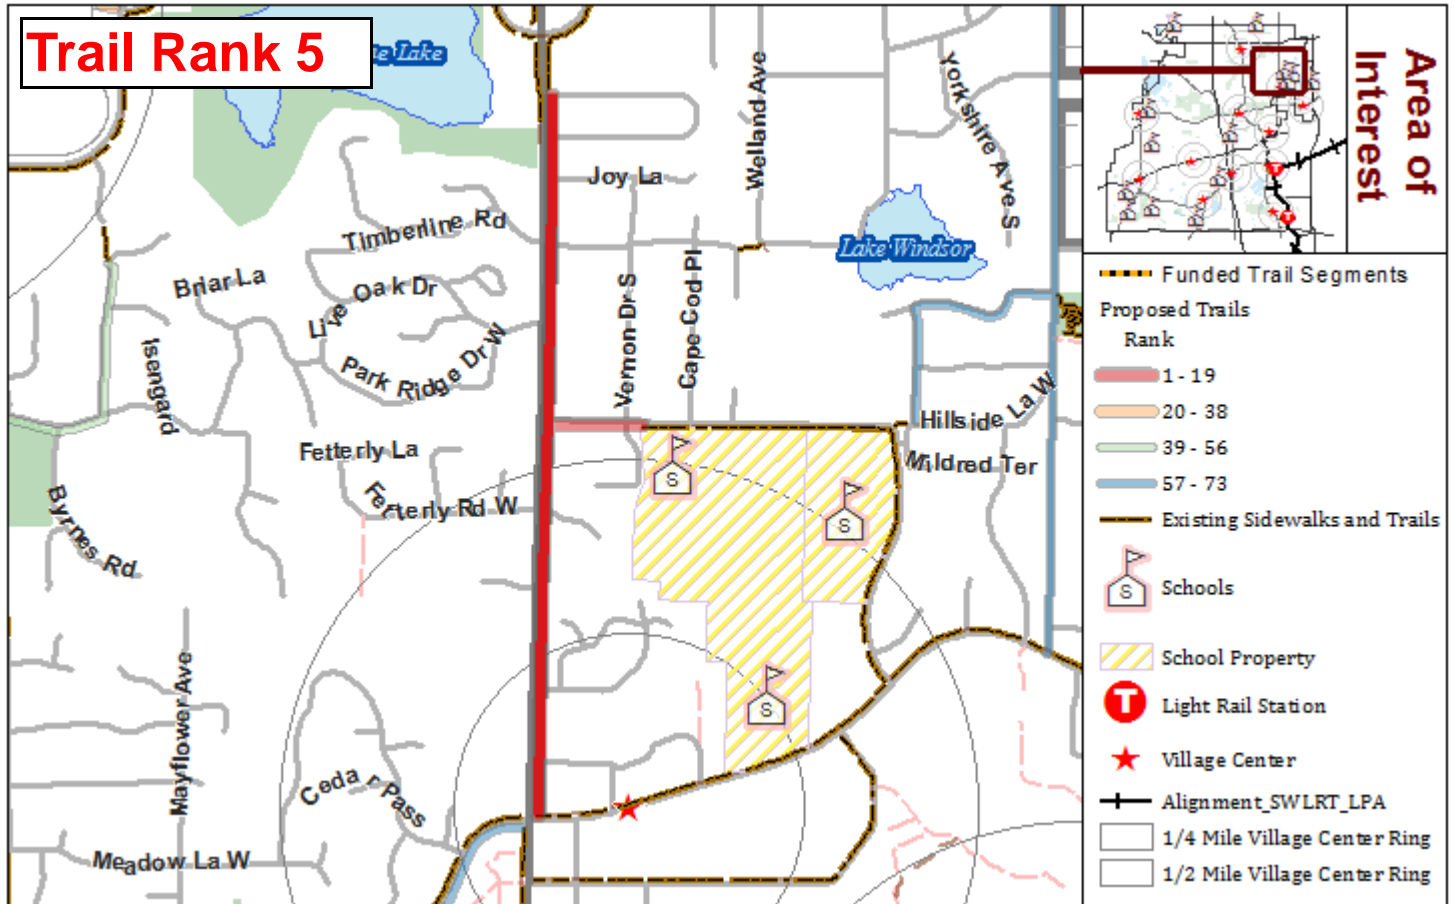 Trail Rank 5
Lake
Area of
Interest
Welland Ave
Yorkshire Ave S
Joy La
Timberline Rd
Lake Windsor
Briar La
Live Oak Dr
Vernon Dr S
Cape Cod Pl
Isengard
Park Ridge Dr W
Hillside La W
Fetterly La
Mildred Ter
Fetterly Rd W
Byrnes Rd
Mayflower Ave
Cedar Pass
Meadow La W
S
S
S
T
T
Funded Trail Segments
Proposed Trails
Rank
1 - 19
20 - 38
39 - 56
57 - 73
Existing Sidewalks and Trails
S
Schools
School Property
T
Light Rail Station
Village Center
Alignment_SWLRT_LPA
1/4 Mile Village Center Ring
1/2 Mile Village Center Ring